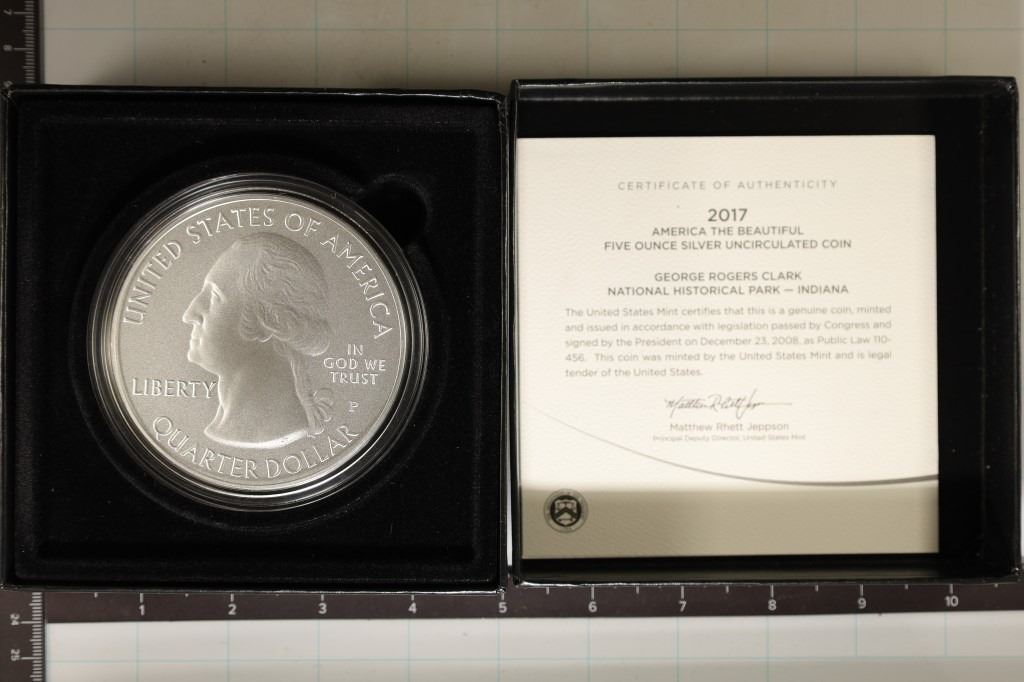 UNITED STATES OF AMERICA
IN
GOD WE
TRUST
LIBERTY
P
QUARTER DOLLAR
CERTIFICATE OF AUTHENTICITY
2017
AMERICA THE BEAUTIFUL
FIVE OUNCE SILVER UNCIRCULATED COIN
GEORGE ROGERS CLARK
NATIONAL HISTORICAL PARK — INDIANA
The United States Mint certifies that this is a genuine coin, minted
and issued in accordance with legislation passed by Congress and
signed by the President on December 23, 2008, as Public Law 110-
456. This coin was minted by the United States Mint and is legal
tender of the United States.
Matthew Rhett Jeppson
Principal Deputy Director, United States Mint
7
8
9
1 2 3 4 5 6 7 8 9 10
24
25